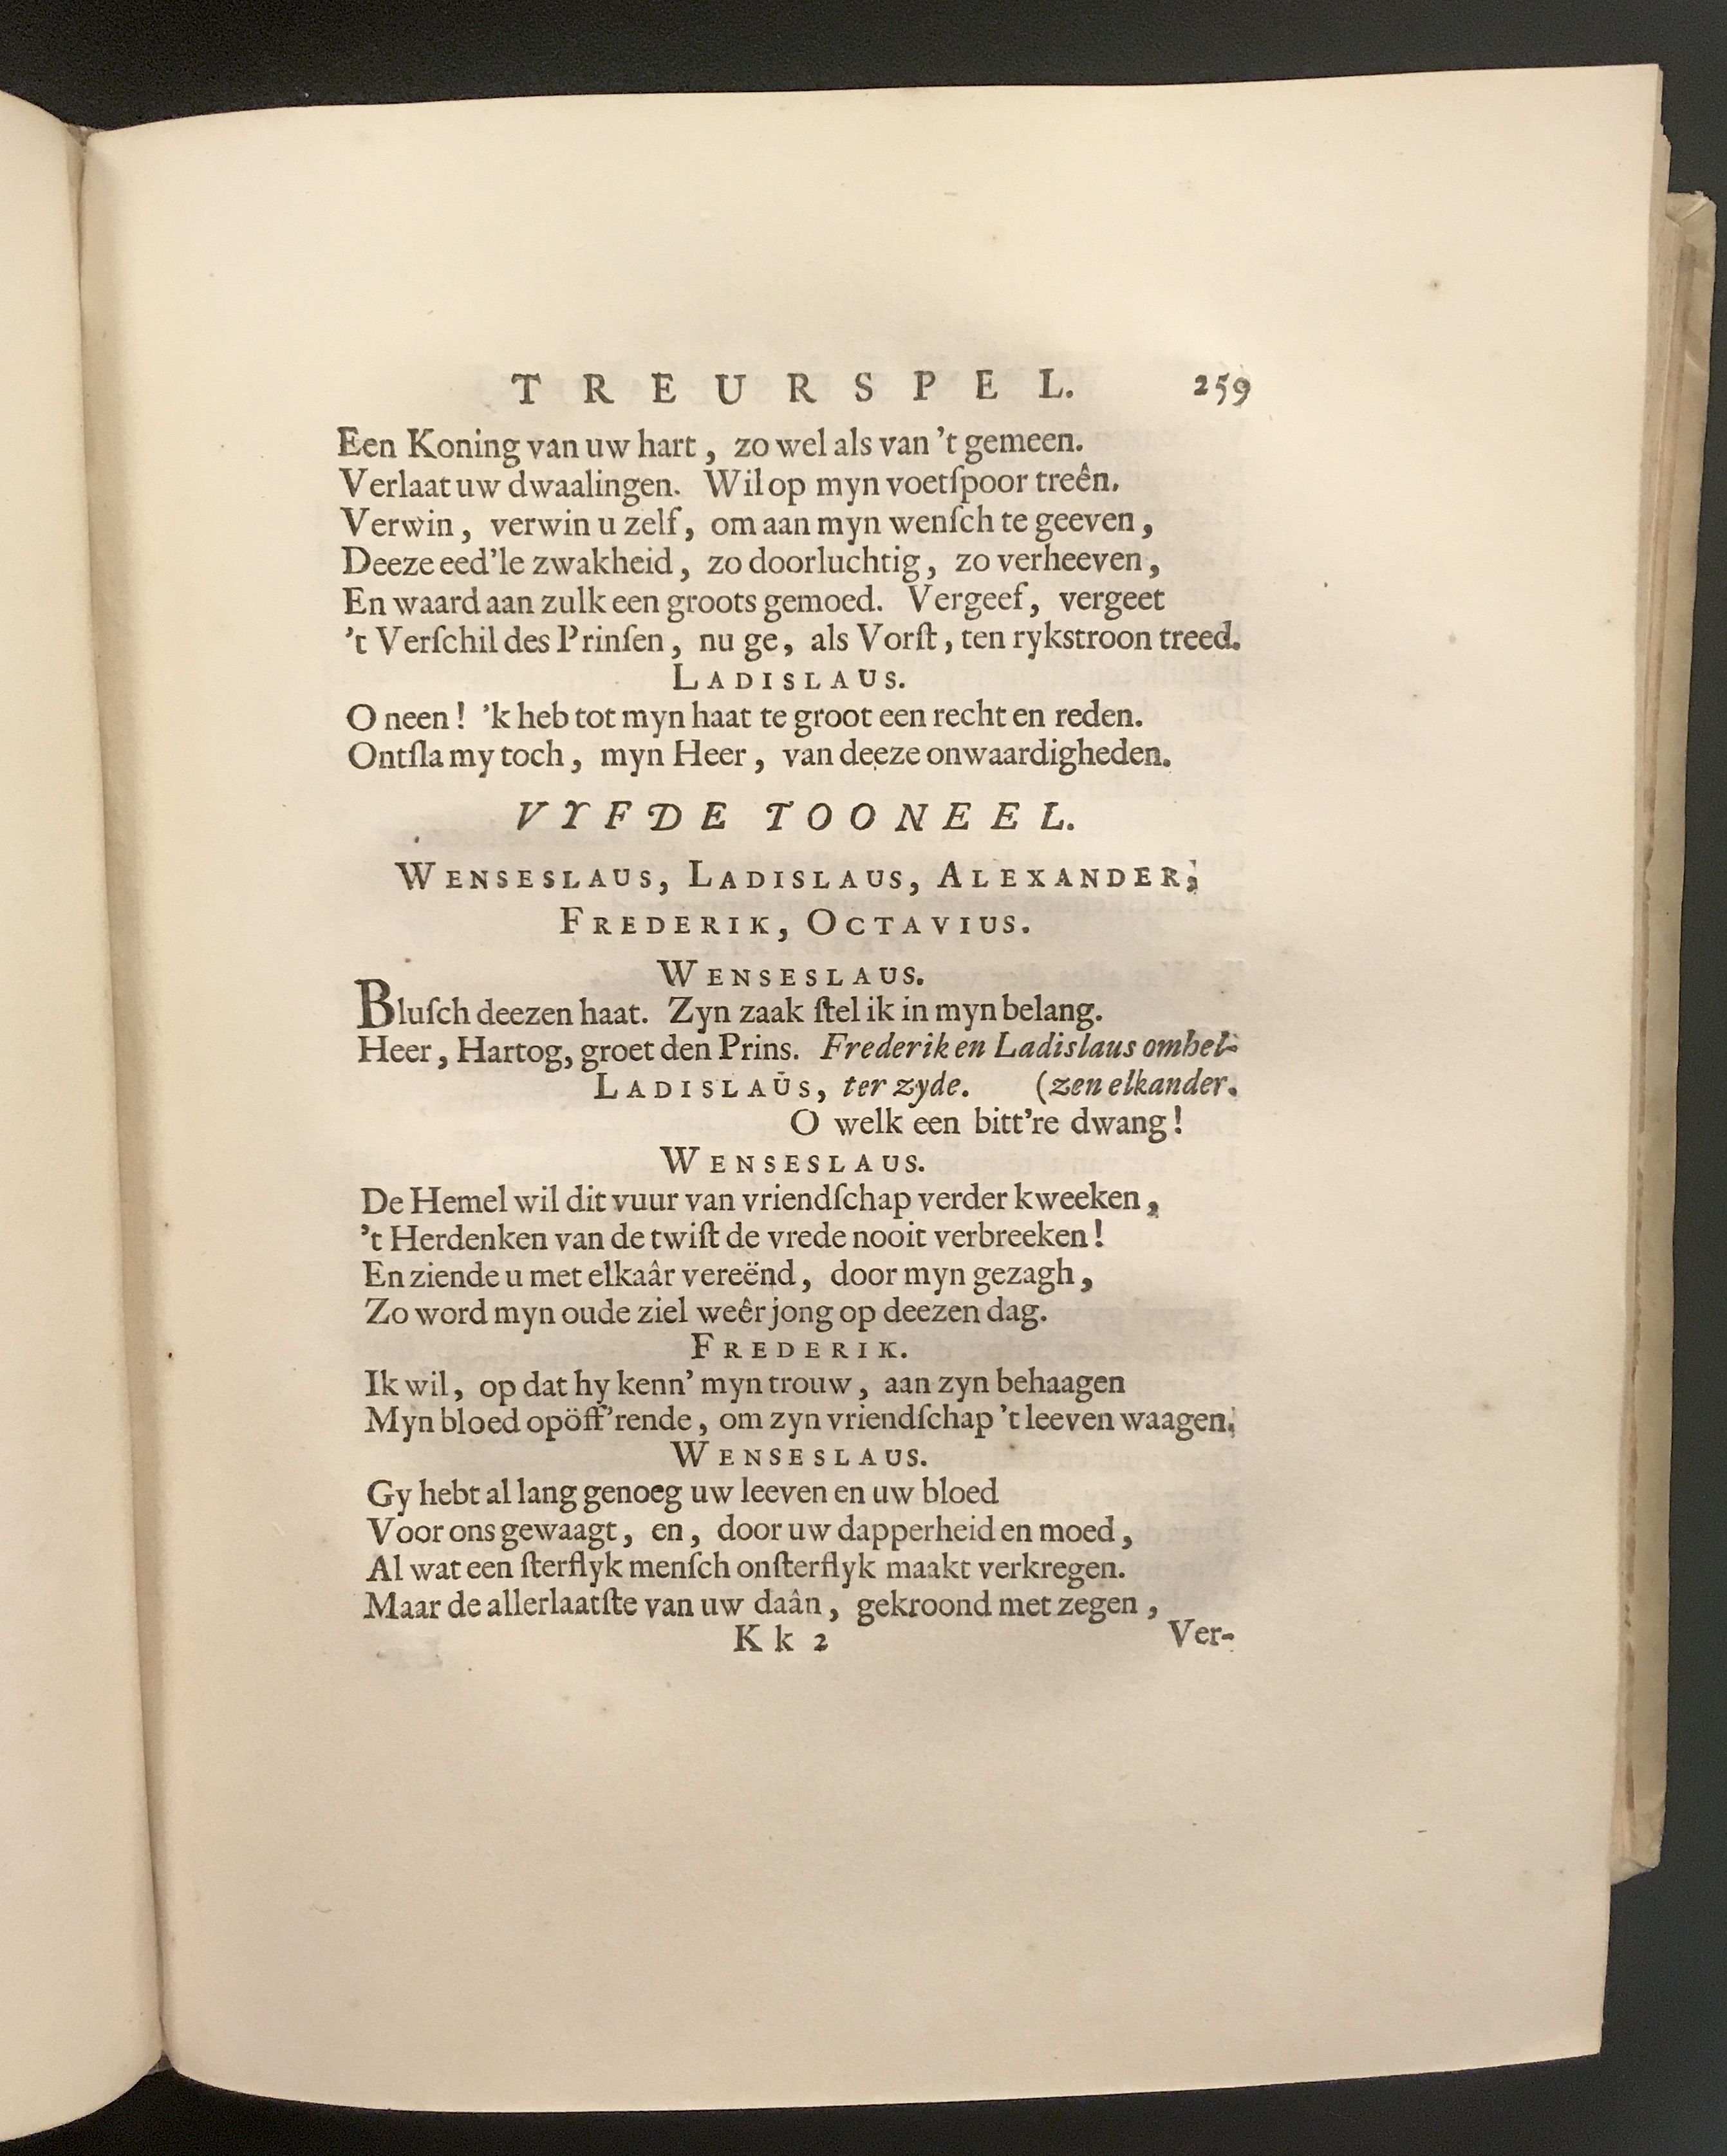 TREURSPEL. 259
Een Koning van uw hart, zo wel als van 't gemeen.
Verlaat uw dwaalingen. Wil op myn voetſpoor treên.
Verwin, verwin u zelf, om aan myn wenſch te geeven,
Deeze eed'le zwakheid, zo doorluchtig, zo verheeven,
En waard aan zulk een groots gemoed. Vergeef, vergeet
't Verſchil des Prinſen, nu ge, als Vorſt, ten rykstroon treed.
LADISLAUS.
O neen! 'k heb tot myn haat te groot een recht en reden.
Ontſla my toch, myn Heer, van deeze onwaardigheden.
VYFDE TOONEEL.
WENSESLAUS, LADISLAUS, ALEXANDER,
FREDERIK, OCTAVIUS.
WENSESLAUS.
Bluſch deezen haat. Zyn zaak ſtel ik in myn belang.
Heer, Hartog, groet den Prins. Frederik en Ladislaus omhel-
LADISLAUS, ter zyde. (zen elkander.
O welk een bitt're dwang!
WENSESLAUS.
De Hemel wil dit vuur van vriendſchap verder kweeken,
't Herdenken van de twiſt de vrede nooit verbreeken!
En ziende u met elkaâr vereënd, door myn gezagh,
Zo word myn oude ziel weêr jong op deezen dag.
FREDERIK.
Ik wil, op dat hy kenn' myn trouw, aan zyn behaagen
Myn bloed opöff'rende, om zyn vriendſchap 't leeven waagen.
WENSESLAUS.
Gy hebt al lang genoeg uw leeven en uw bloed
Voor ons gewaagt, en, door uw dapperheid en moed,
Al wat een ſterflyk menſch onſterflyk maakt verkregen.
Maar de allerlaatſte van uw daân, gekroond met zegen,
Kk 2 Ver-